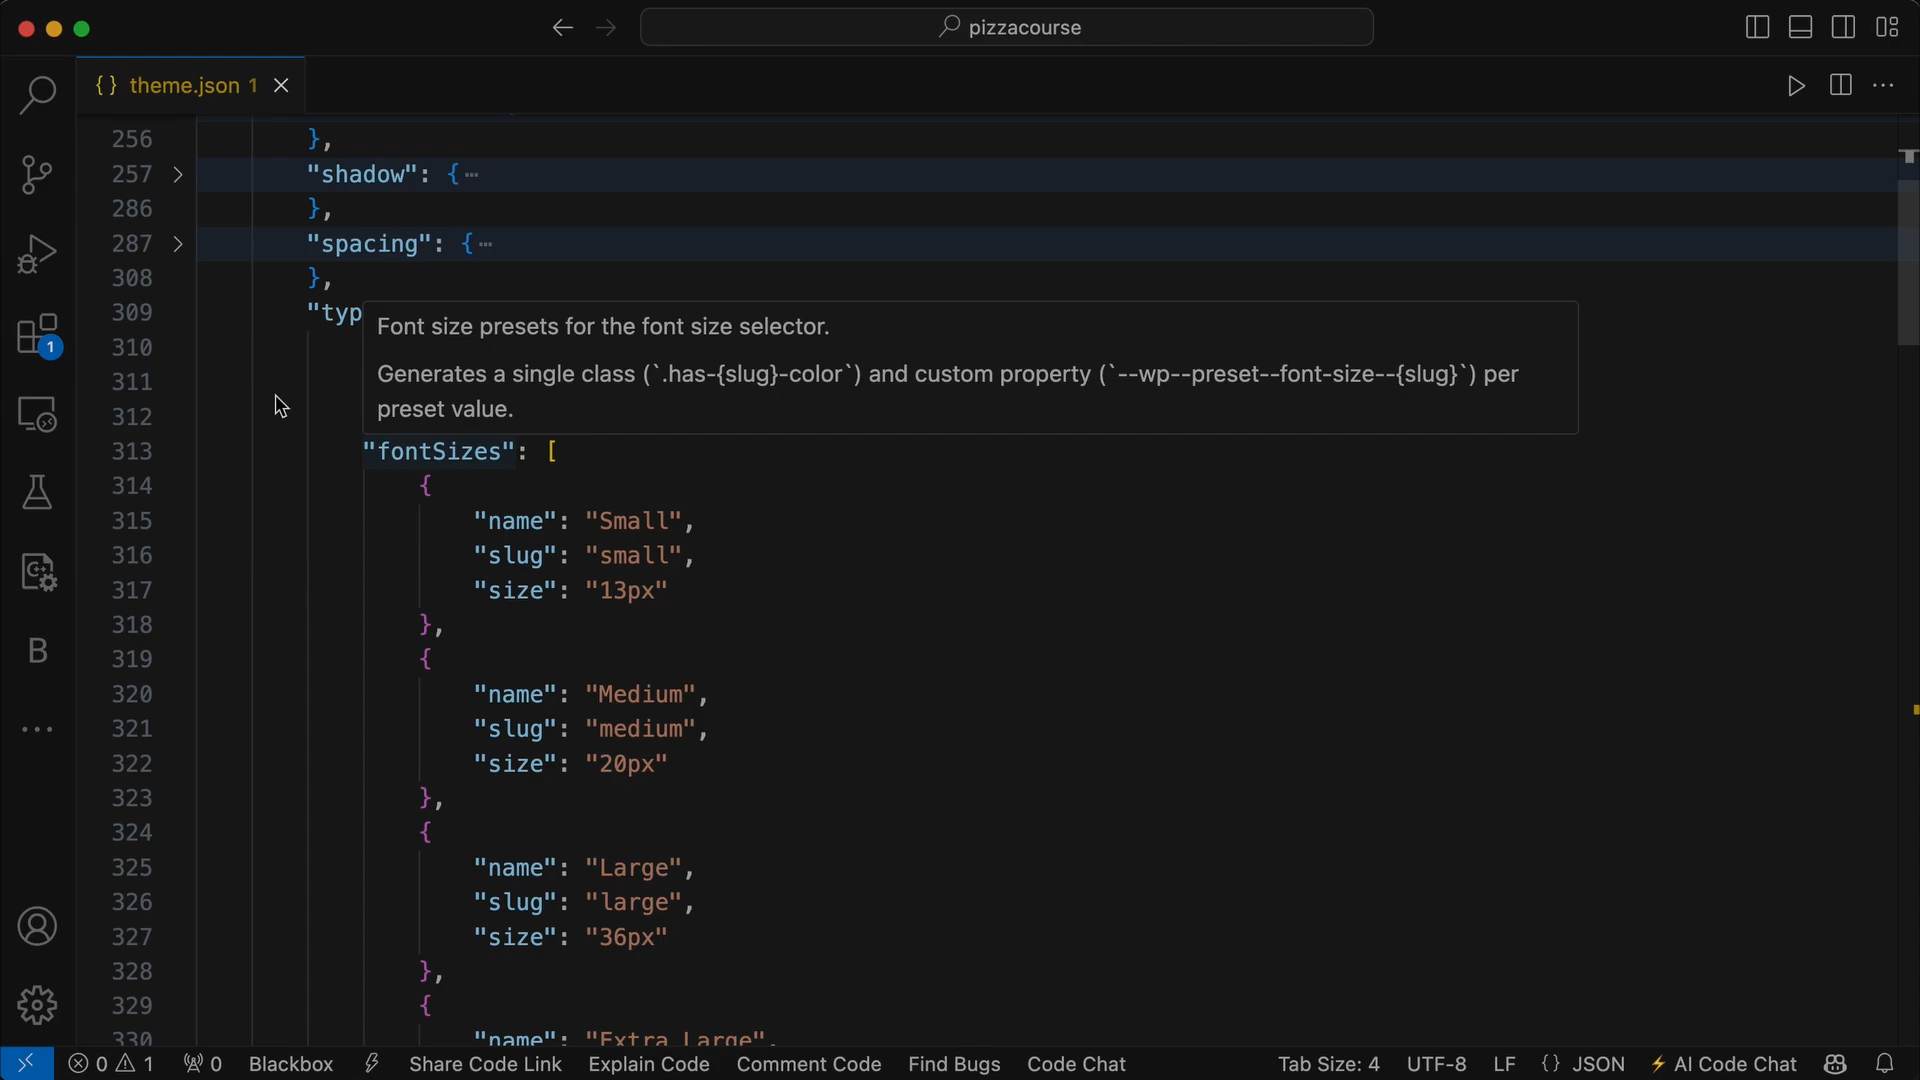 pizzacourse
{} theme.json 1
256 },
257 "shadow": {
286 },
287 "spacing": {
308 },
309 "typ
Font size presets for the font size selector.
310
Generates a single class (`.has-{slug}-color`) and custom property (`--wp--preset--font-size--{slug}`) per
311
preset value.
312
313 "fontSizes": [
314 {
315 "name": "Small",
316 "slug": "small",
317 "size": "13px"
318 },
319 {
320 "name": "Medium",
321 "slug": "medium",
322 "size": "20px"
323 },
324 {
325 "name": "Large",
326 "slug": "large",
327 "size": "36px"
328 },
329 {
330 "name": "Extra Large",
1
B
0 1 0 Blackbox Share Code Link Explain Code Comment Code Find Bugs Code Chat Tab Size: 4 UTF-8 LF {} JSON AI Code Chat